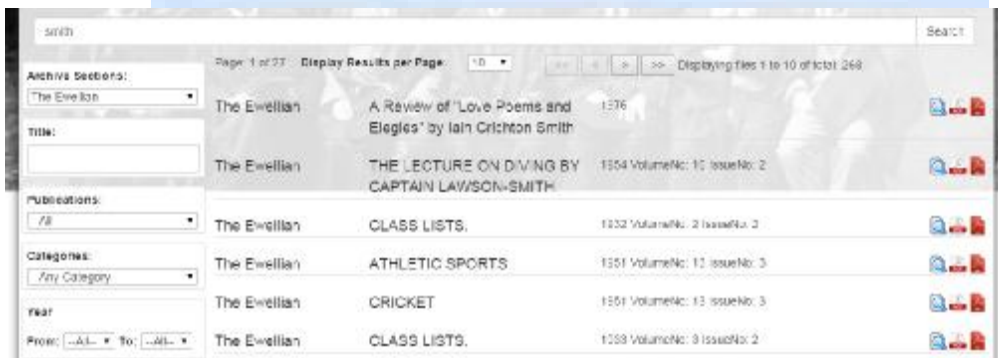 smith
Search
Page: 1 of 27 Display Results per Page: 10 << < > >> Displaying files 1 to 10 of total: 268
Archive Sections:
The Ewellian
Title:
Publications:
All
Categories:
Any Category
Year
From: --All-- To: --All--
The Ewellian A Review of "Love Poems and
Elegies" by Iain Crichton Smith 1976
The Ewellian THE LECTURE ON DIVING BY
CAPTAIN LAWSON-SMITH 1954 VolumeNo: IssueNo: 2
The Ewellian CLASS LISTS. 1932 VolumeNo: 2 IssueNo: 2
The Ewellian ATHLETIC SPORTS 1951 VolumeNo: 13 IssueNo: 3
The Ewellian CRICKET 1951 VolumeNo: 13 IssueNo: 3
The Ewellian CLASS LISTS. 1933 VolumeNo: 3 IssueNo: 2